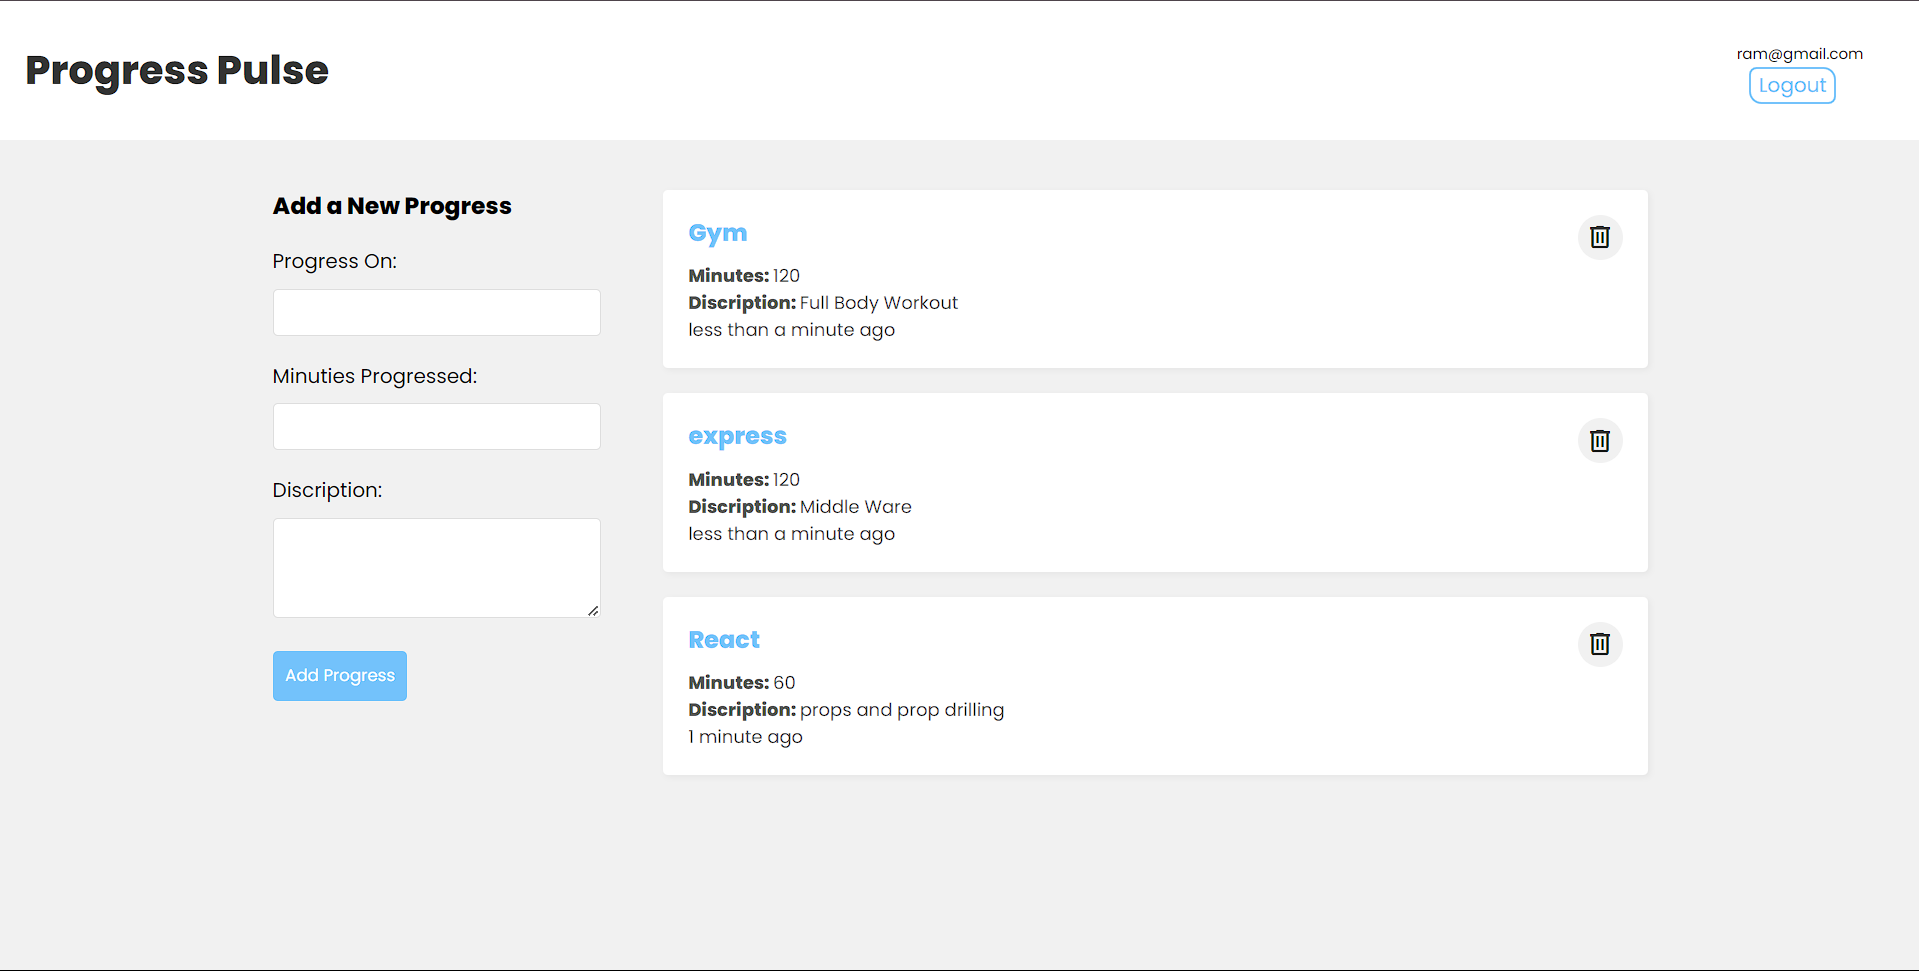 Progress Pulse
ram@gmail.com
Logout
Add a New Progress
Progress On:
Minuties Progressed:
Discription:
Add Progress
Gym
Minutes: 120
Discription: Full Body Workout
less than a minute ago
express
Minutes: 120
Discription: Middle Ware
less than a minute ago
React
Minutes: 60
Discription: props and prop drilling
1 minute ago